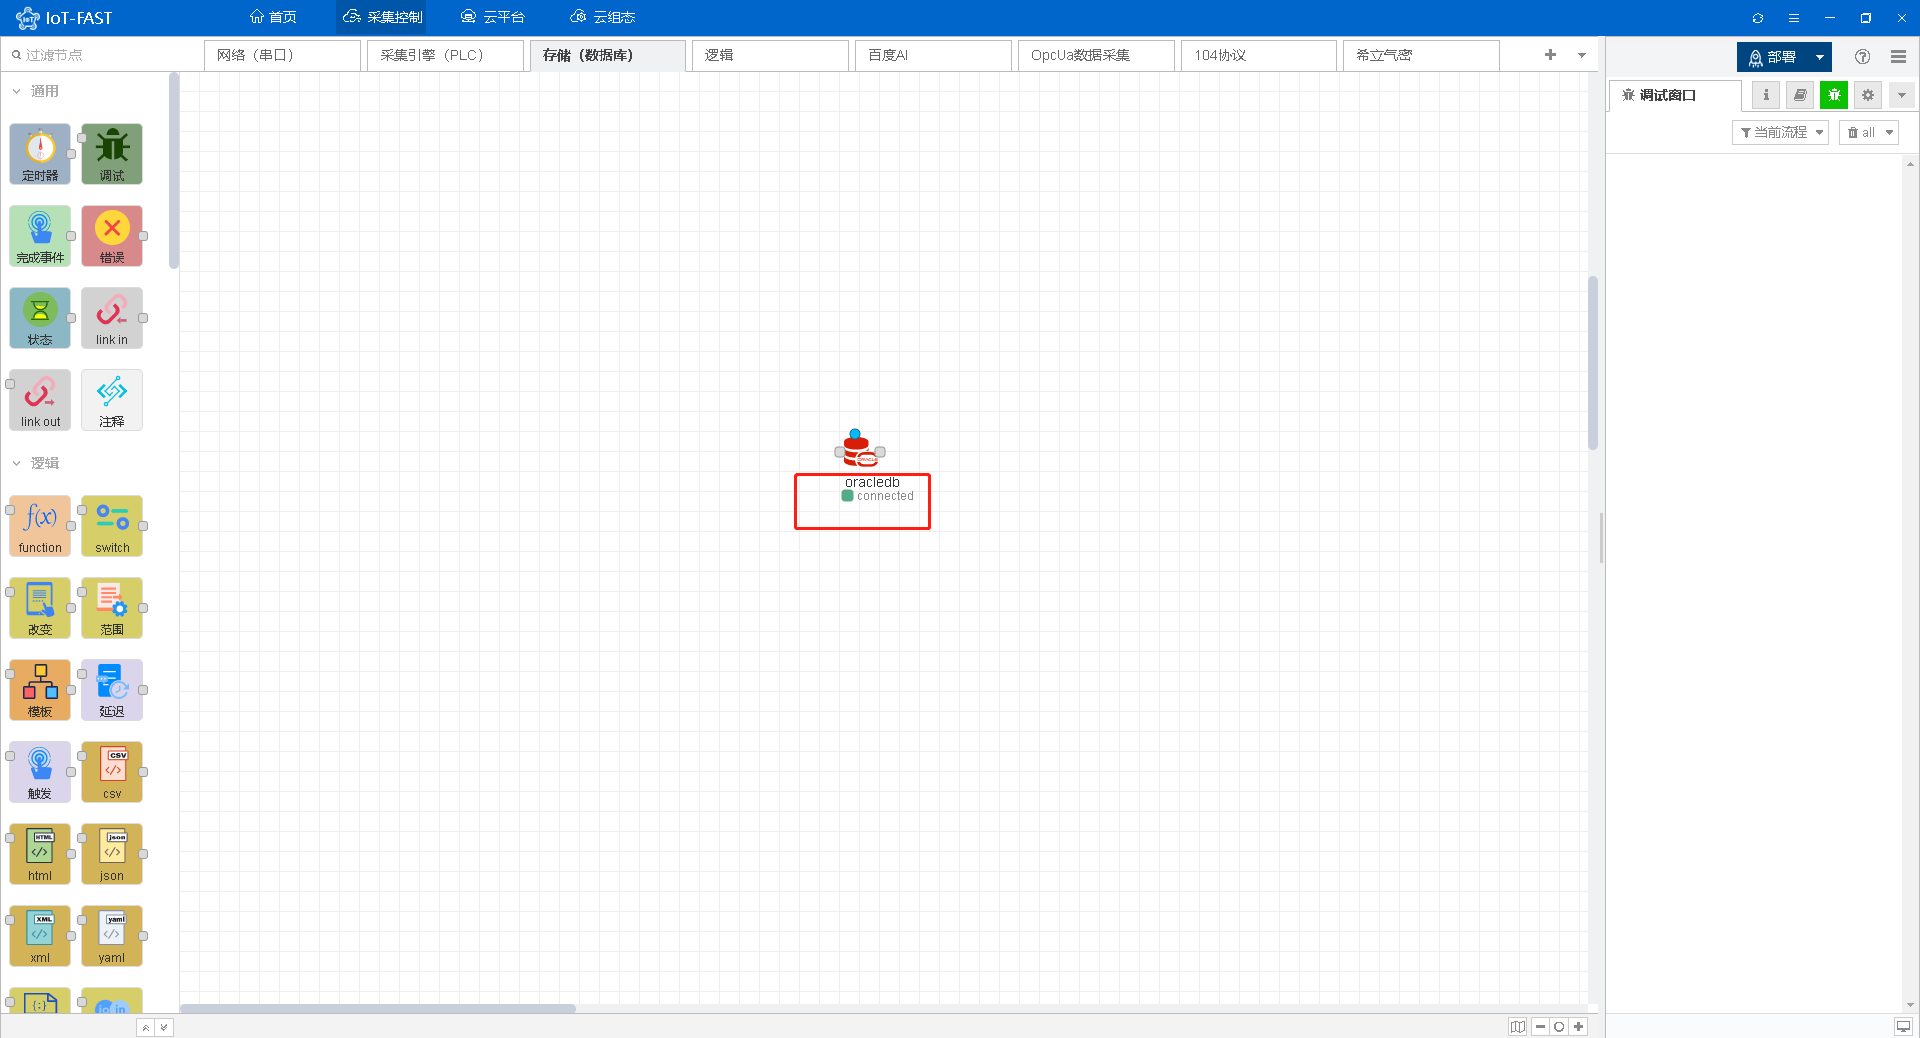 IoT-FAST
首页
采集控制
云平台
云组态
过滤节点
网络（串口）
采集引擎（PLC）
存储（数据库）
逻辑
百度AI
OpcUa数据采集
104协议
希立气密
部署
调试窗口
当前流程
all
通用
定时器
调试
完成事件
错误
状态
link in
link out
注释
逻辑
f(x)
function
switch
改变
范围
模板
延迟
触发
CSV
csv
HTML
html
json
json
XML
xml
yaml
yaml
oracledb
connected